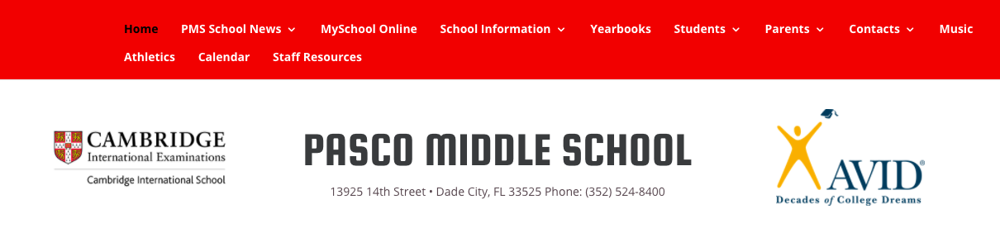 Home PMS School News MySchool Online School Information Yearbooks Students Parents Contacts Music
Athletics Calendar Staff Resources
CAMBRIDGE
International Examinations
Cambridge International School
PASCO MIDDLE SCHOOL
13925 14th Street • Dade City, FL 33525 Phone: (352) 524-8400
AVID®
Decades of College Dreams